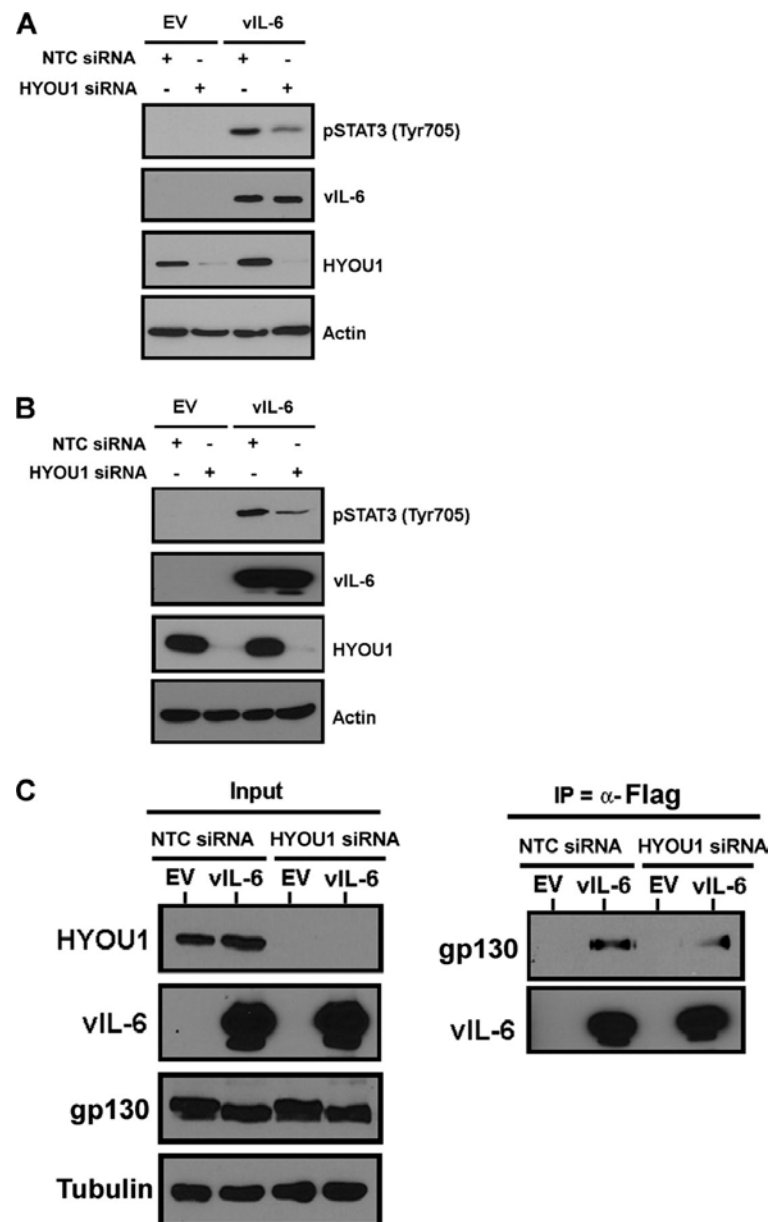 A
EV vIL-6
NTC siRNA + - + -
HYOU1 siRNA - + - +
pSTAT3 (Tyr705)
vIL-6
HYOU1
Actin
B
EV vIL-6
NTC siRNA + - + -
HYOU1 siRNA - + - +
pSTAT3 (Tyr705)
vIL-6
HYOU1
Actin
C
Input
NTC siRNA HYOU1 siRNA
EV vIL-6 EV vIL-6
HYOU1
vIL-6
gp130
Tubulin
IP = α-Flag
NTC siRNA HYOU1 siRNA
EV vIL-6 EV vIL-6
gp130
vIL-6